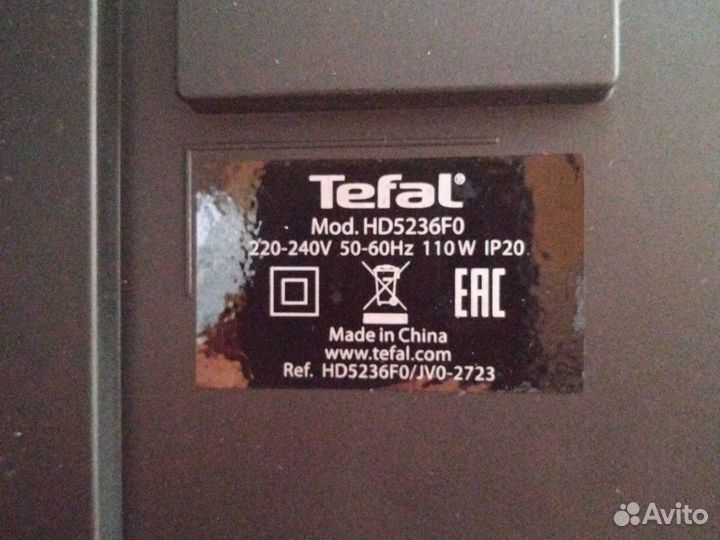 Tefal®
Mod. HD5236F0
220-240V 50-60Hz 110W IP20
EAC
Made in China
www.tefal.com
Ref. HD5236F0/JV0-2723
Avito